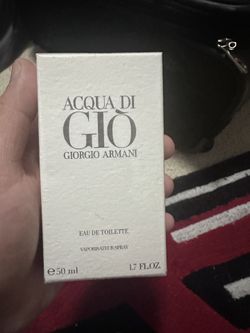 ACQUA DI
GIÒ
GIORGIO ARMANI
EAU DE TOILETTE
VAPORISATEUR SPRAY
℮ 50 ml 1.7 FL.OZ.